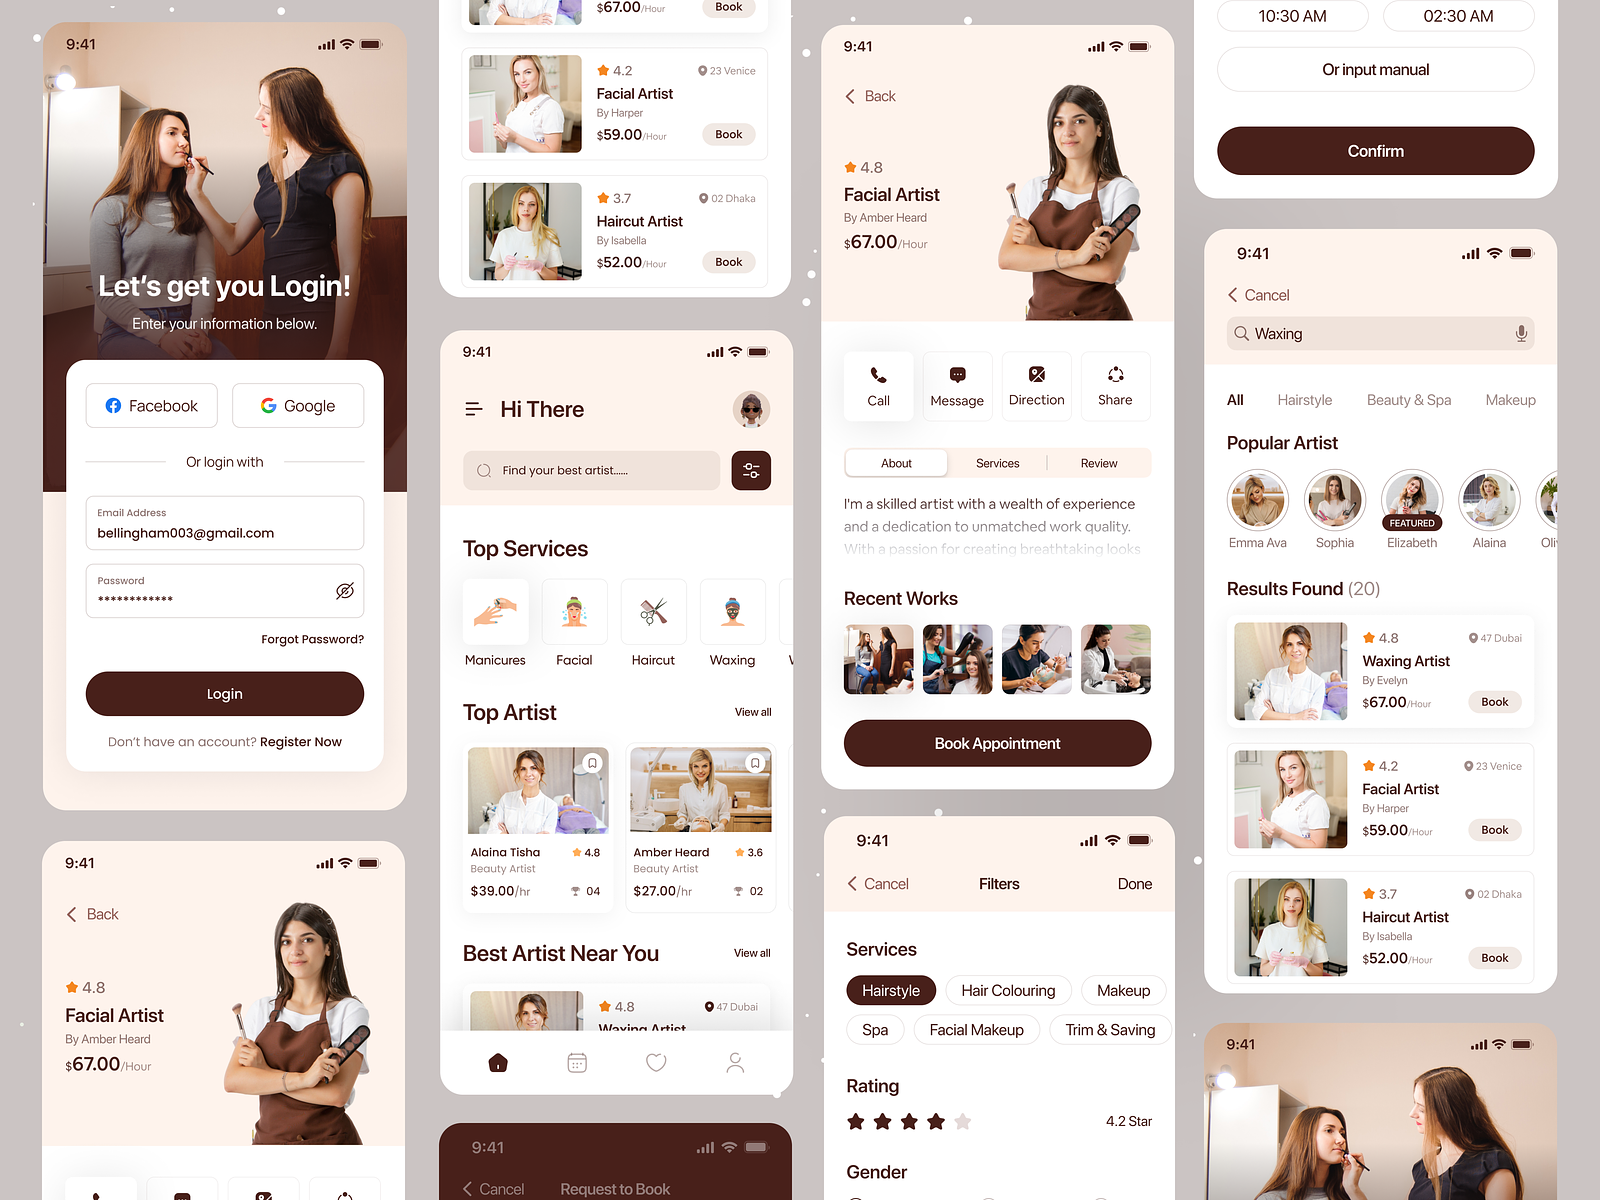 9:41
Let's get you Login!
Enter your information below.
Facebook
Google
Or login with
Email Address
bellingham003@gmail.com
Password
************
Forgot Password?
Login
Don't have an account? Register Now
9:41
Back
4.8
Facial Artist
By Amber Heard
$67.00/Hour
$67.00/Hour
Book
4.2
23 Venice
Facial Artist
By Harper
$59.00/Hour
Book
3.7
02 Dhaka
Haircut Artist
By Isabella
$52.00/Hour
Book
9:41
Hi There
Find your best artist......
Top Services
Manicures
Facial
Haircut
Waxing
Top Artist
View all
Alaina Tisha
4.8
Beauty Artist
$39.00/hr
04
Amber Heard
3.6
Beauty Artist
$27.00/hr
02
Best Artist Near You
View all
4.8
47 Dubai
Waxing Artist
9:41
Cancel
Request to Book
9:41
Back
4.8
Facial Artist
By Amber Heard
$67.00/Hour
Call
Message
Direction
Share
About
Services
Review
I'm a skilled artist with a wealth of experience
and a dedication to unmatched work quality.
With a passion for creating breathtaking looks
Recent Works
Book Appointment
9:41
Cancel
Filters
Done
Services
Hairstyle
Hair Colouring
Makeup
Spa
Facial Makeup
Trim & Saving
Rating
4.2 Star
Gender
10:30 AM
02:30 AM
Or input manual
Confirm
9:41
Cancel
Waxing
All
Hairstyle
Beauty & Spa
Makeup
Popular Artist
FEATURED
Emma Ava
Sophia
Elizabeth
Alaina
Results Found (20)
4.8
47 Dubai
Waxing Artist
By Evelyn
$67.00/Hour
Book
4.2
23 Venice
Facial Artist
By Harper
$59.00/Hour
Book
3.7
02 Dhaka
Haircut Artist
By Isabella
$52.00/Hour
Book
9:41